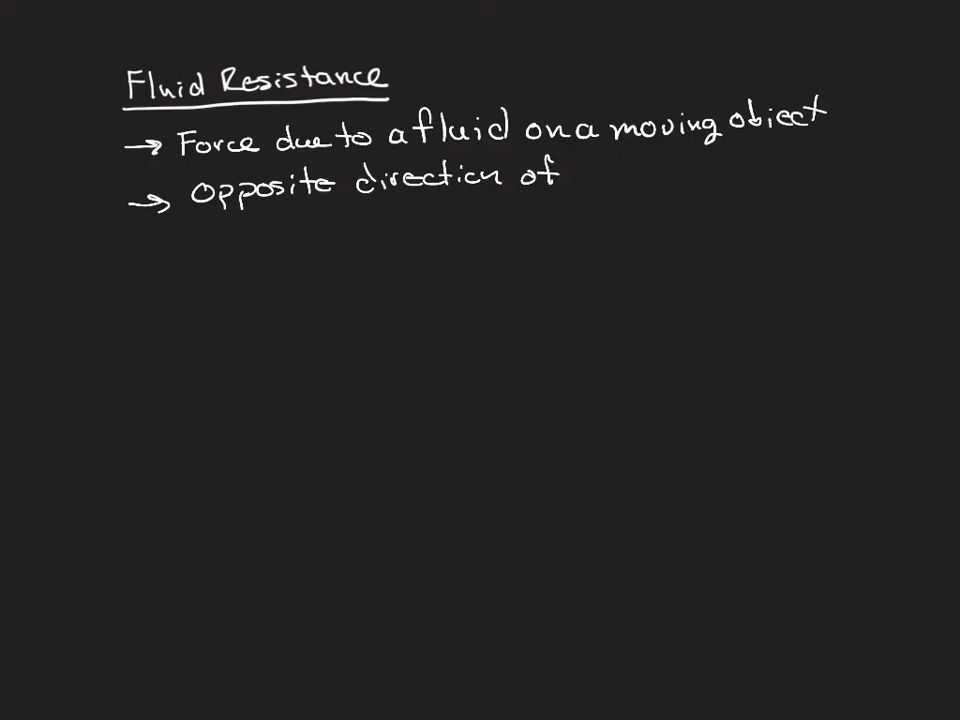 Fluid Resistance
→ Force due to a fluid on a moving object
→ Opposite direction of